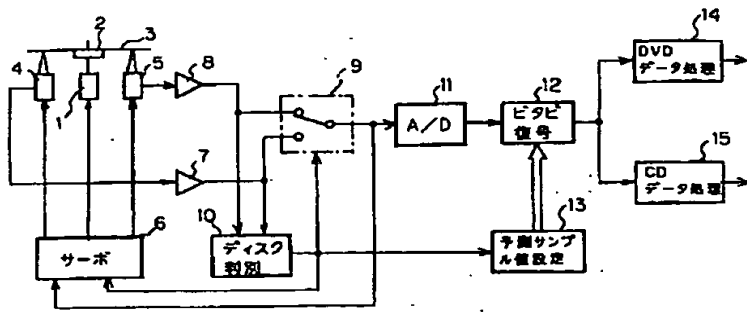 2
3
4
5
8
1
7
9
11
A/D
12
ビタビ
復号
14
DVD
データ処理
15
CD
データ処理
6
サーボ
10
ディスク
判別
13
予測サンプ
ル値設定